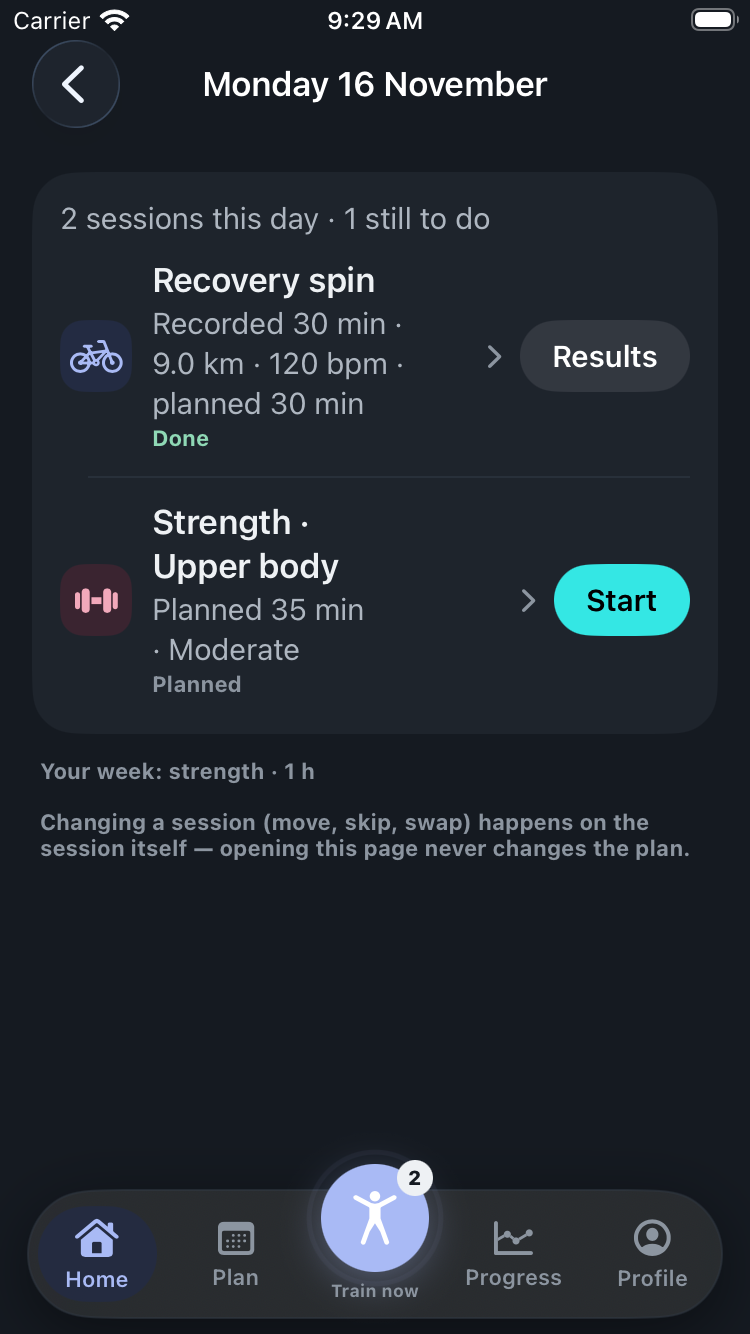 Carrier 9:29 AM
Monday 16 November
2 sessions this day · 1 still to do
Recovery spin
Recorded 30 min ·
9.0 km · 120 bpm ·
planned 30 min
Done
Results
Strength ·
Upper body
Planned 35 min
· Moderate
Planned
Start
Your week: strength · 1 h
Changing a session (move, skip, swap) happens on the
session itself — opening this page never changes the plan.
2
Home
Plan
Train now
Progress
Profile